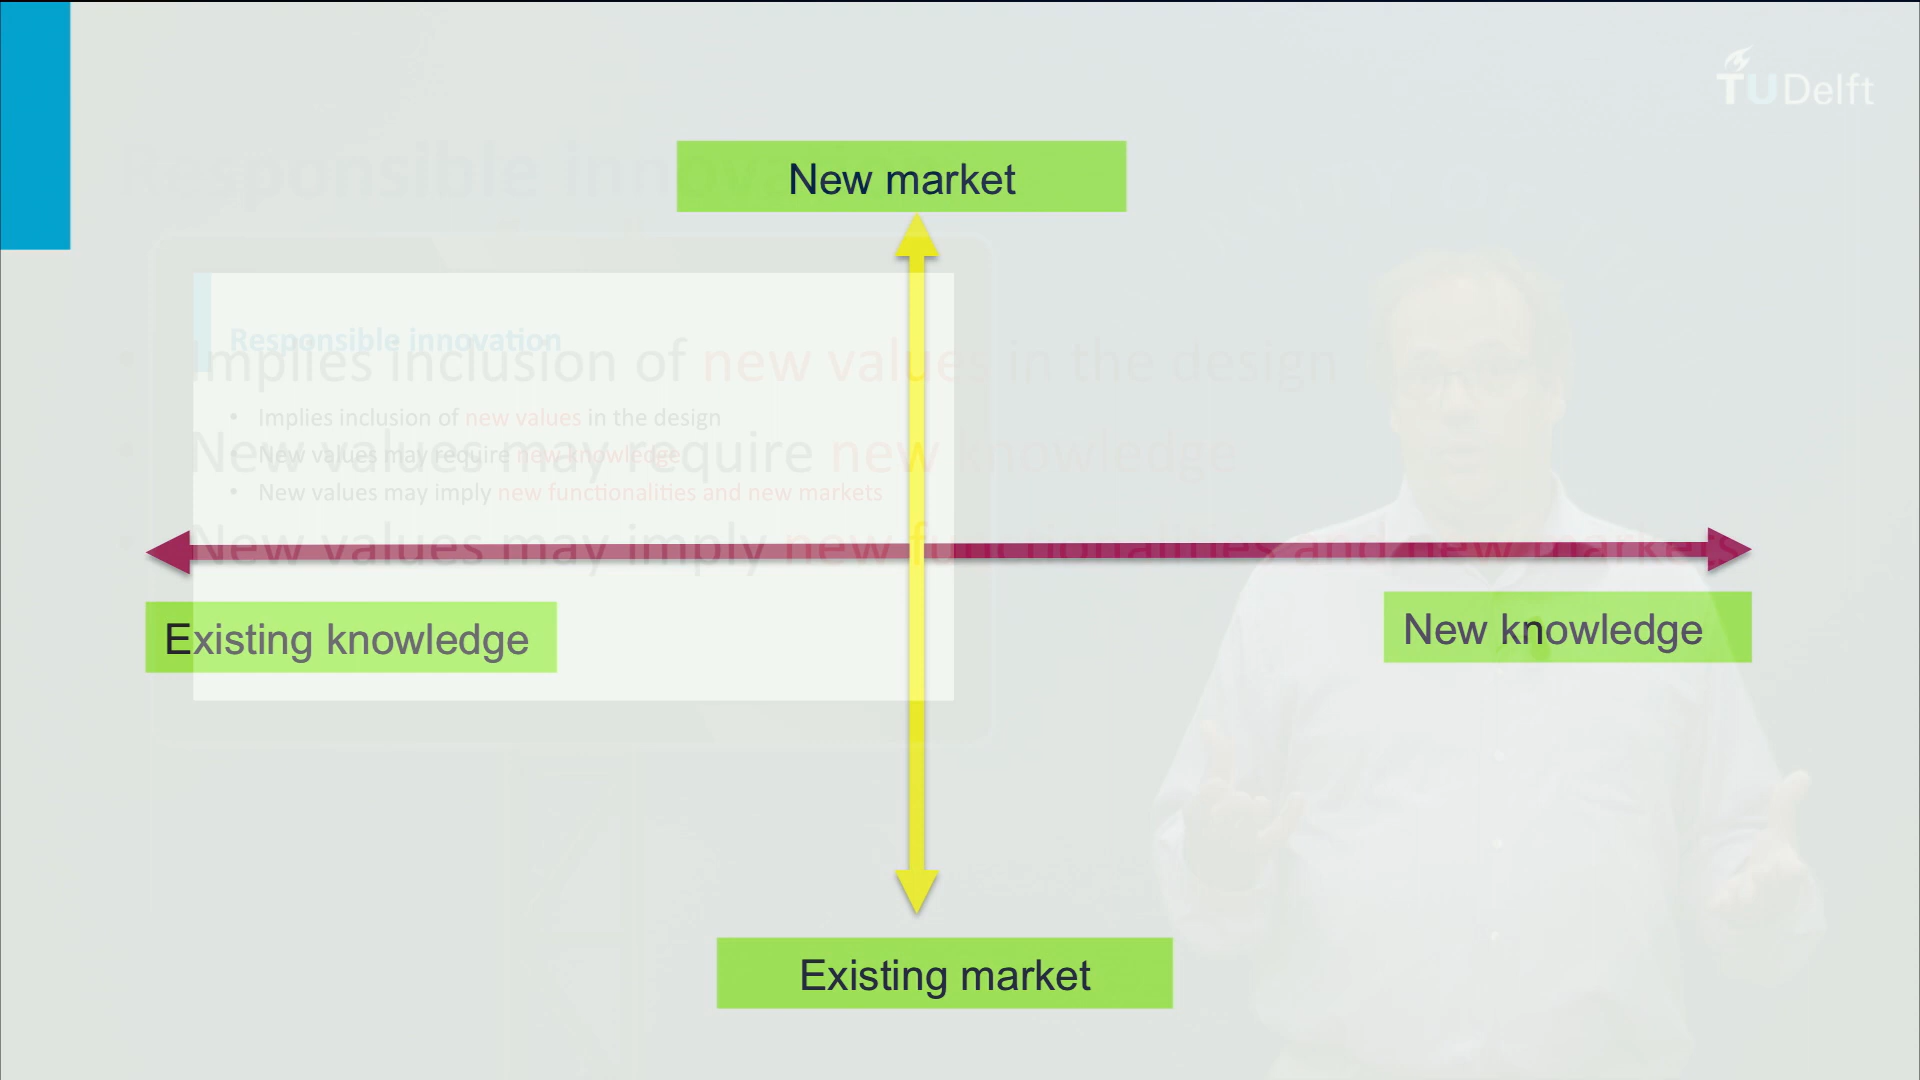 TUDelft
Responsible innovation
New market
Responsible innovation
Implies inclusion of new values in the design
Implies inclusion of new values in the design
New values may require new knowledge
New values may require new knowledge
New values may imply new functionalities and new markets
New values may imply new functionalities and new markets
Existing knowledge
New knowledge
Existing market